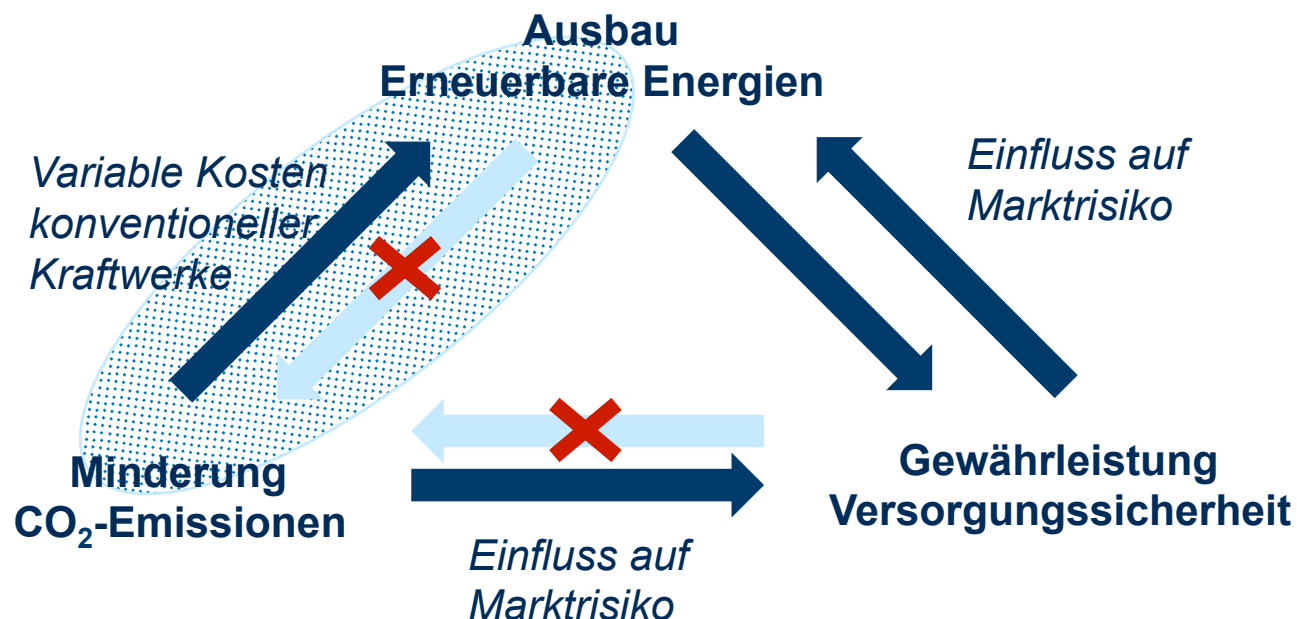 Ausbau
Erneuerbare Energien
Variable Kosten
konventioneller
Kraftwerke
Einfluss auf
Marktrisiko
Minderung
CO₂-Emissionen
Gewährleistung
Versorgungssicherheit
Einfluss auf
Marktrisiko